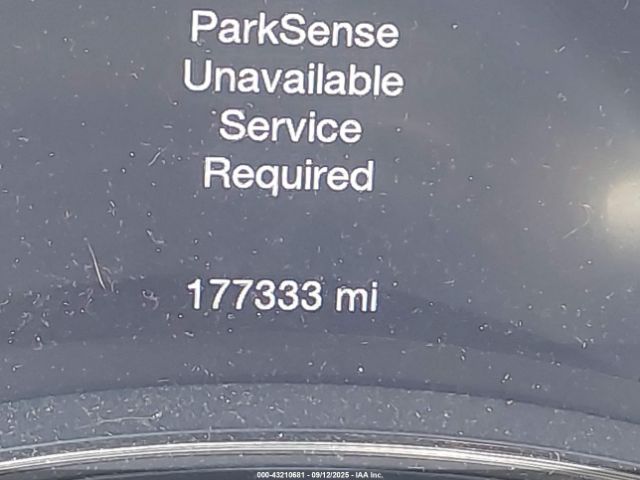 ParkSense
Unavailable
Service
Required
177333 mi
000-43210681 - 09/12/2025 - IAA Inc.